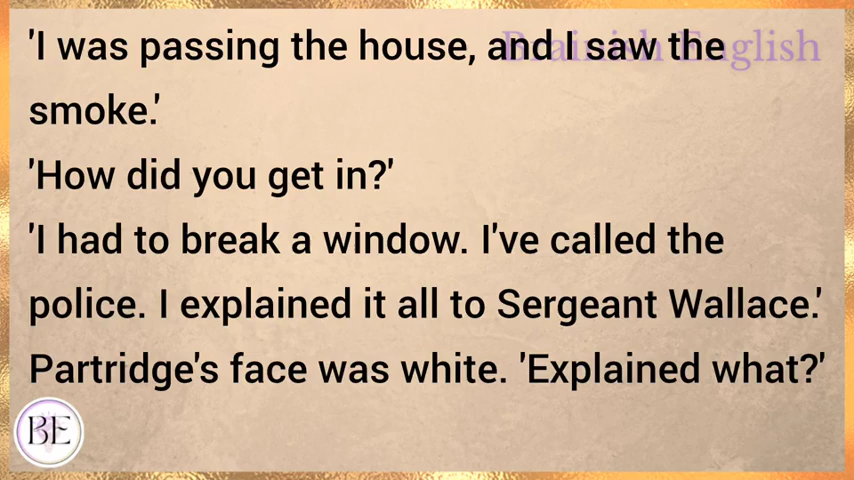 Brainish English
'I was passing the house, and I saw the
smoke.'
'How did you get in?'
'I had to break a window. I've called the
police. I explained it all to Sergeant Wallace.'
Partridge's face was white. 'Explained what?'
BE